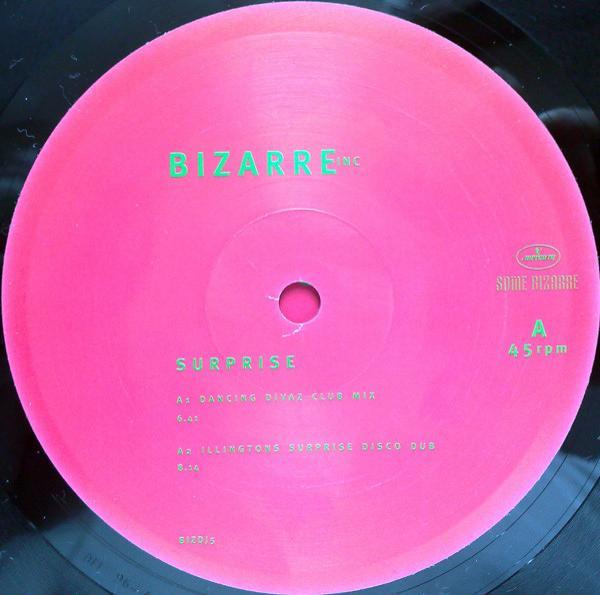 BIZARRE INC
mercury
SOME BIZARRE
A
45rpm
SURPRISE
A1 DANCING DIVAZ CLUB MIX
6.41
A2 ILLINGTONS SURPRISE DISCO DUB
8.14
BIZDJ5